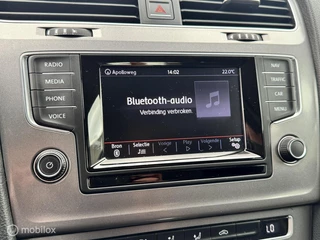 RADIO
MEDIA
PHONE
VOICE
Apolloweg 14:02 22.0°C
Bluetooth-audio
Verbinding verbroken.
Bron Selectie Vorige Play Volgende Setup
NAV
TRAFFIC
CAR
MENU
LO
mobilox